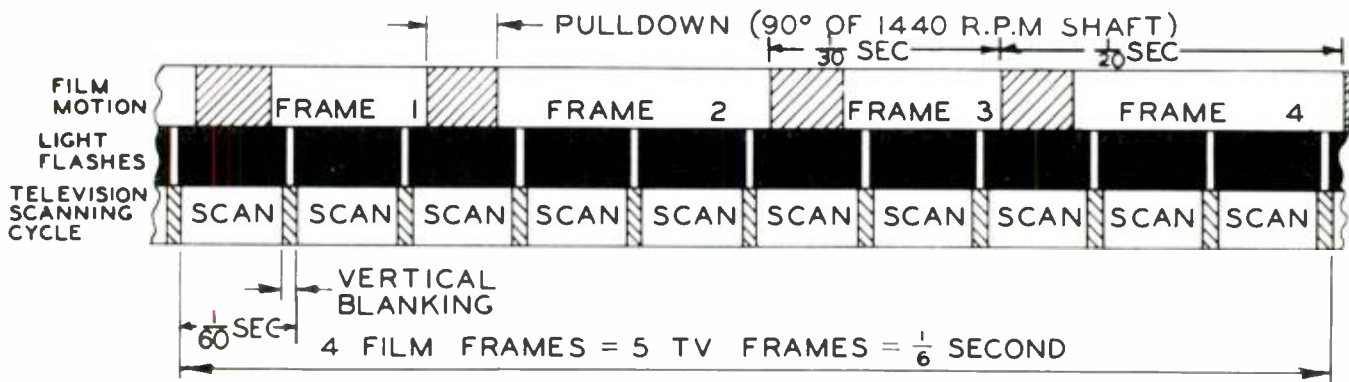 PULLDOWN (90° OF 1440 R.P.M SHAFT)
1/30 SEC
1/20 SEC
FILM
MOTION
FRAME 1
FRAME 2
FRAME 3
FRAME 4
LIGHT
FLASHES
TELEVISION
SCANNING
CYCLE
SCAN SCAN SCAN SCAN SCAN SCAN SCAN SCAN SCAN SCAN
VERTICAL
BLANKING
1/60 SEC
4 FILM FRAMES = 5 TV FRAMES = 1/6 SECOND